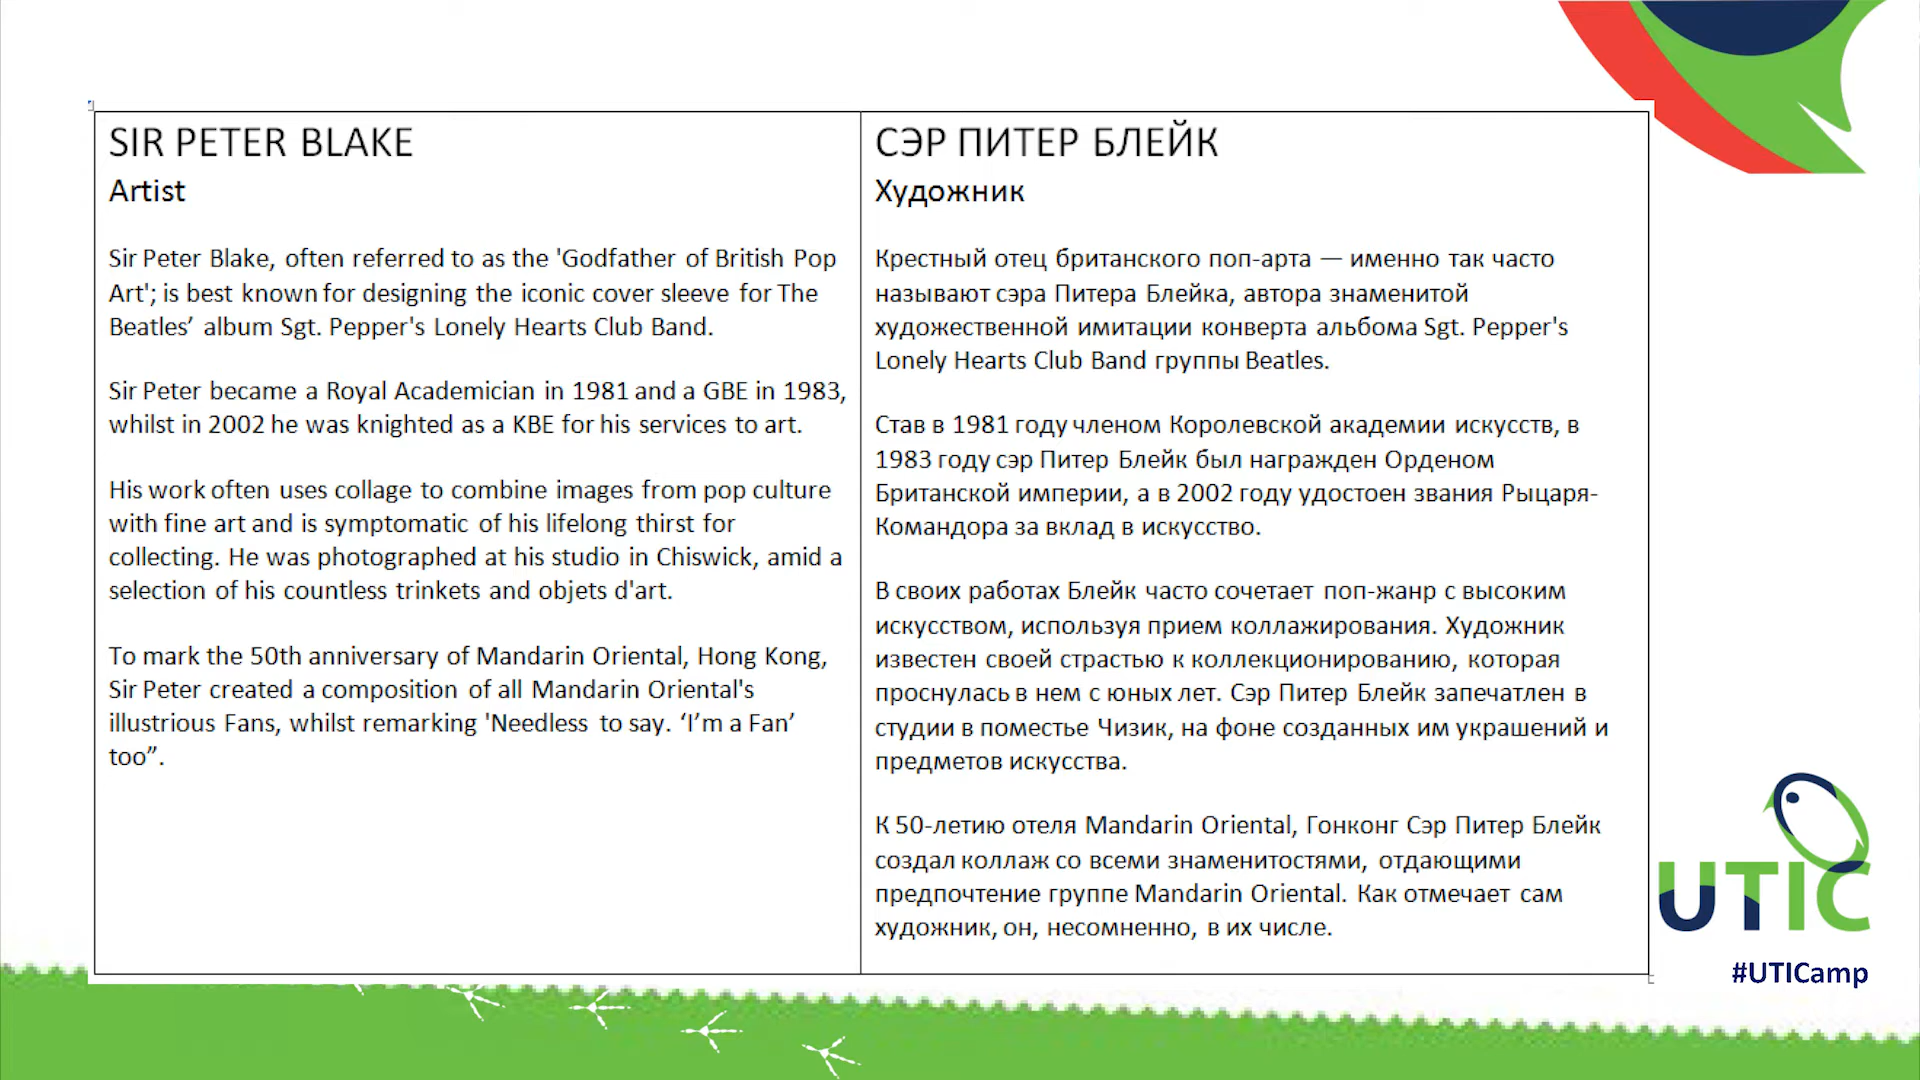 SIR PETER BLAKE
Artist
Sir Peter Blake, often referred to as the 'Godfather of British Pop
Art'; is best known for designing the iconic cover sleeve for The
Beatles’ album Sgt. Pepper's Lonely Hearts Club Band.
Sir Peter became a Royal Academician in 1981 and a GBE in 1983,
whilst in 2002 he was knighted as a KBE for his services to art.
His work often uses collage to combine images from pop culture
with fine art and is symptomatic of his lifelong thirst for
collecting. He was photographed at his studio in Chiswick, amid a
selection of his countless trinkets and objets d'art.
To mark the 50th anniversary of Mandarin Oriental, Hong Kong,
Sir Peter created a composition of all Mandarin Oriental's
illustrious Fans, whilst remarking 'Needless to say. ‘I’m a Fan’
too”.
СЭР ПИТЕР БЛЕЙК
Художник
Крестный отец британского поп-арта — именно так часто
называют сэра Питера Блейка, автора знаменитой
художественной имитации конверта альбома Sgt. Pepper's
Lonely Hearts Club Band группы Beatles.
Став в 1981 году членом Королевской академии искусств, в
1983 году сэр Питер Блейк был награжден Орденом
Британской империи, а в 2002 году удостоен звания Рыцаря-
Командора за вклад в искусство.
В своих работах Блейк часто сочетает поп-жанр с высоким
искусством, используя прием коллажирования. Художник
известен своей страстью к коллекционированию, которая
проснулась в нем с юных лет. Сэр Питер Блейк запечатлен в
студии в поместье Чизик, на фоне созданных им украшений и
предметов искусства.
К 50-летию отеля Mandarin Oriental, Гонконг Сэр Питер Блейк
создал коллаж со всеми знаменитостями, отдающими
предпочтение группе Mandarin Oriental. Как отмечает сам
художник, он, несомненно, в их числе.
UTIC
#UTICamp